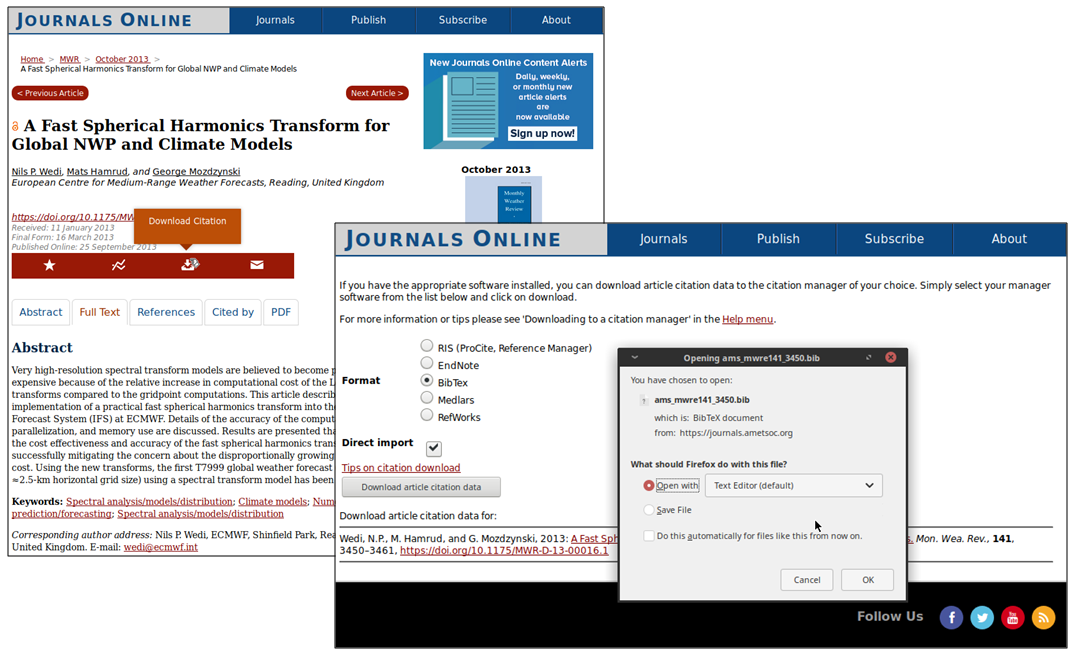 JOURNALS ONLINE
Journals
Publish
Subscribe
About
Home > MWR > October 2013 >
A Fast Spherical Harmonics Transform for Global NWP and Climate Models
< Previous Article
Next Article >
A Fast Spherical Harmonics Transform for
Global NWP and Climate Models
Nils P. Wedi, Mats Hamrud, and George Mozdzynski
European Centre for Medium-Range Weather Forecasts, Reading, United Kingdom
https://doi.org/10.1175/MW
Received: 11 January 2013
Final Form: 16 March 2013
Published Online: 25 September 2013
Download Citation
Abstract
Full Text
References
Cited by
PDF
Abstract
Very high-resolution spectral transform models are believed to become p
expensive because of the relative increase in computational cost of the L
transforms compared to the gridpoint computations. This article describ
implementation of a practical fast spherical harmonics transform into the
Forecast System (IFS) at ECMWF. Details of the accuracy of the comput
parallelization, and memory use are discussed. Results are presented tha
the cost effectiveness and accuracy of the fast spherical harmonics trans
successfully mitigating the concern about the disproportionally growing
cost. Using the new transforms, the first T7999 global weather forecast
≈2.5-km horizontal grid size) using a spectral transform model has been
Keywords: Spectral analysis/models/distribution; Climate models; Num
prediction/forecasting; Spectral analysis/models/distribution
Corresponding author address: Nils P. Wedi, ECMWF, Shinfield Park, Rea
United Kingdom. E-mail: wedi@ecmwf.int
New Journals Online Content Alerts
Daily, weekly,
or monthly new
article alerts
are
now available
Sign up now!
October 2013
Monthly
Weather
Review
JOURNALS ONLINE
Journals
Publish
Subscribe
About
If you have the appropriate software installed, you can download article citation data to the citation manager of your choice. Simply select your manager
software from the list below and click on download.
For more information or tips please see 'Downloading to a citation manager' in the Help menu.
Format
RIS (ProCite, Reference Manager)
EndNote
BibTex
Medlars
RefWorks
Direct import
Tips on citation download
Download article citation data
Download article citation data for:
Wedi, N.P., M. Hamrud, and G. Mozdzynski, 2013: A Fast Sph
s. Mon. Wea. Rev., 141,
3450–3461, https://doi.org/10.1175/MWR-D-13-00016.1
Opening ams_mwre141_3450.bib
You have chosen to open:
ams_mwre141_3450.bib
which is: BibTeX document
from: https://journals.ametsoc.org
What should Firefox do with this file?
Open with
Text Editor (default)
Save File
Do this automatically for files like this from now on.
Cancel
OK
Follow Us
You
Tube